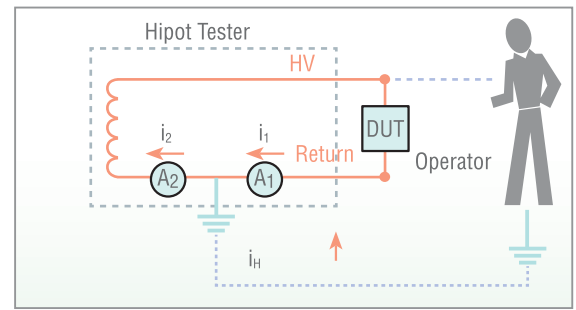 Hipot Tester
HV
i₂
i₁
Return
DUT
Operator
A₂
A₁
iH